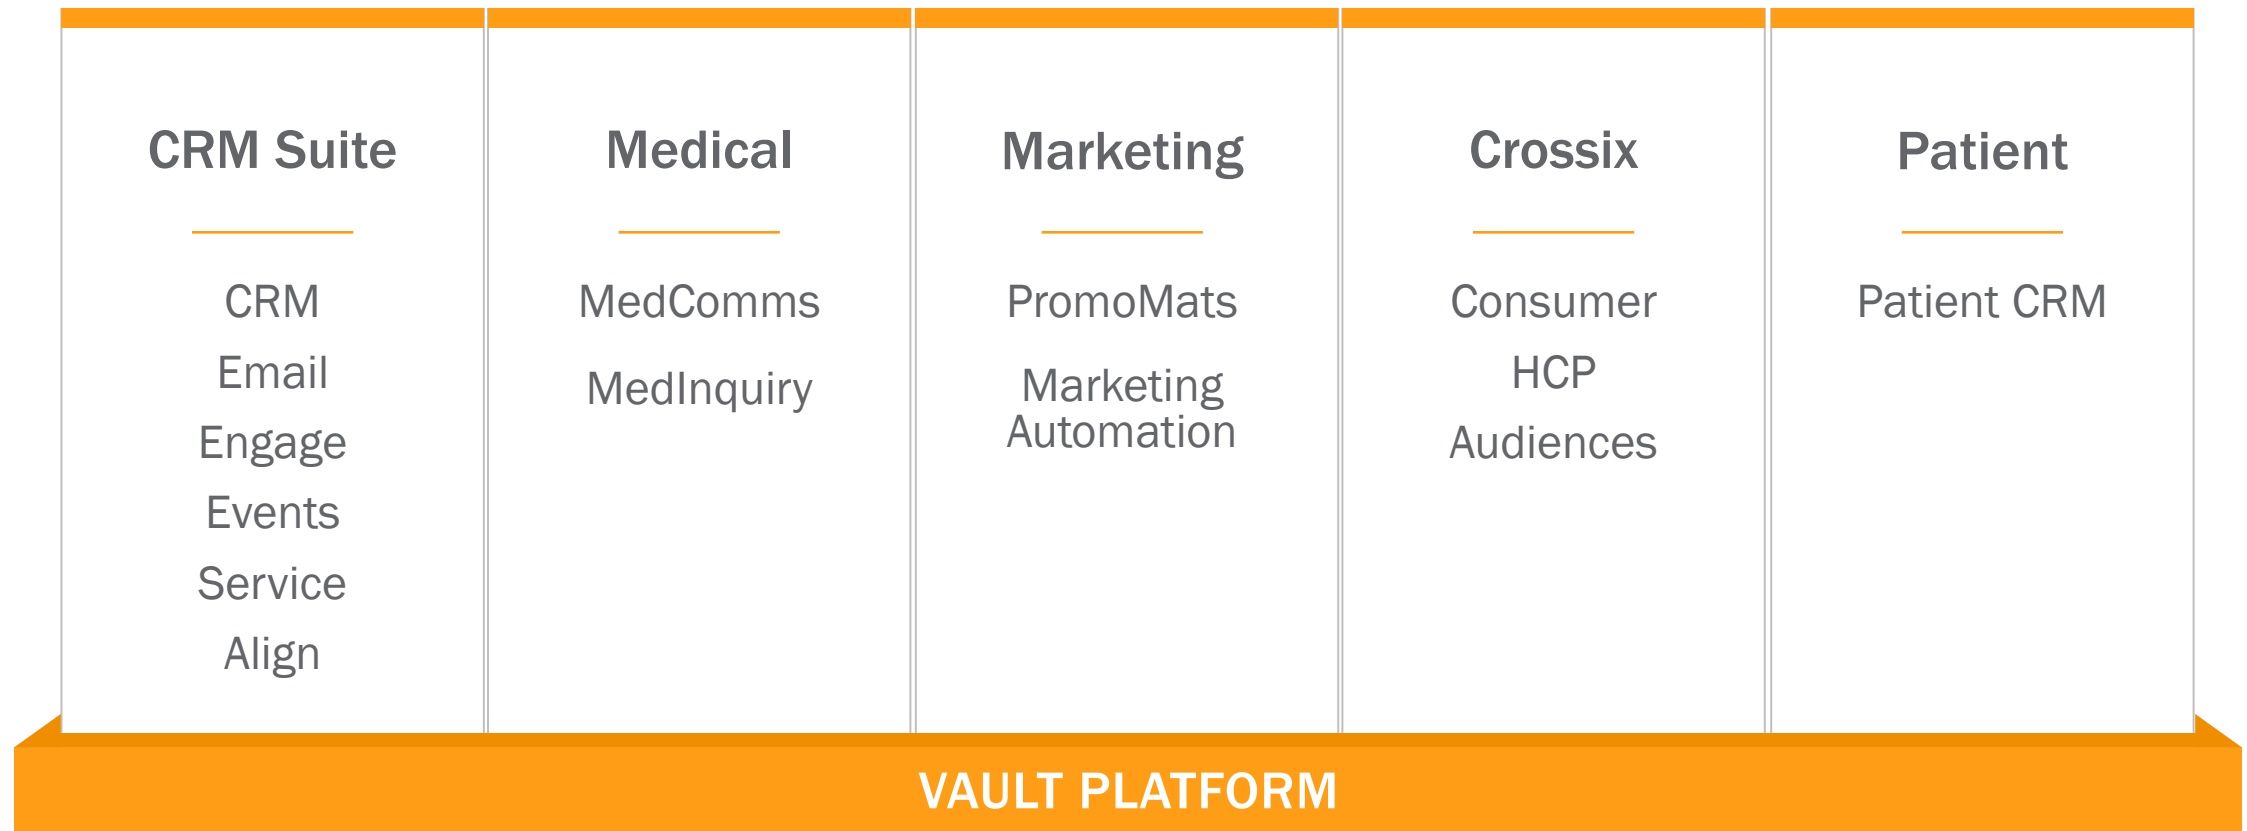 CRM Suite
CRM
Email
Engage
Events
Service
Align
Medical
MedComms
MedInquiry
Marketing
PromoMats
Marketing
Automation
Crossix
Consumer
HCP
Audiences
Patient
Patient CRM
VAULT PLATFORM